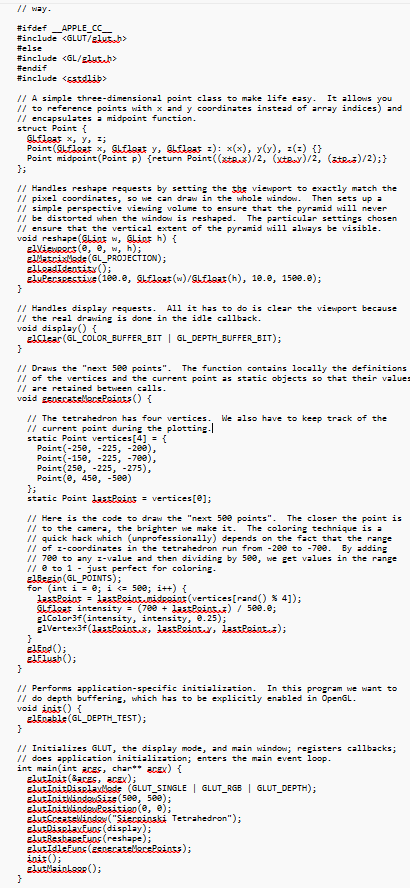 // way.
#ifdef __APPLE_CC__
#include <GLUT/glut.h>
#else
#include <GL/glut.h>
#endif
#include <cstdlib>
// A simple three-dimensional point class to make life easy.  It allows you
// to reference points with x and y coordinates instead of array indices) and
// encapsulates a midpoint function.
struct Point {
  GLfloat x, y, z;
  Point(GLfloat x, GLfloat y, GLfloat z): x(x), y(y), z(z) {}
  Point midpoint(Point p) {return Point((x+p.x)/2, (y+p.y)/2, (z+p.z)/2);}
};
// Handles reshape requests by setting the the viewport to exactly match the
// pixel coordinates, so we can draw in the whole window.  Then sets up a
// simple perspective viewing volume to ensure that the pyramid will never
// be distorted when the window is reshaped.  The particular settings chosen
// ensure that the vertical extent of the pyramid will always be visible.
void reshape(GLint w, GLint h) {
  glViewport(0, 0, w, h);
  glMatrixMode(GL_PROJECTION);
  glLoadIdentity();
  gluPerspective(100.0, GLfloat(w)/GLfloat(h), 10.0, 1500.0);
}
// Handles display requests.  All it has to do is clear the viewport because
// the real drawing is done in the idle callback.
void display() {
  glClear(GL_COLOR_BUFFER_BIT | GL_DEPTH_BUFFER_BIT);
}
// Draws the "next 500 points".  The function contains locally the definitions
// of the vertices and the current point as static objects so that their values
// are retained between calls.
void generateMorePoints() {
  // The tetrahedron has four vertices.  We also have to keep track of the
  // current point during the plotting.
  static Point vertices[4] = {
    Point(-250, -225, -200),
    Point(-150, -225, -700),
    Point(250, -225, -275),
    Point(0, 450, -500)
  };
  static Point lastPoint = vertices[0];
  // Here is the code to draw the "next 500 points".  The closer the point is
  // to the camera, the brighter we make it.  The coloring technique is a
  // quick hack which (unprofessionally) depends on the fact that the range
  // of z-coordinates in the tetrahedron run from -200 to -700.  By adding
  // 700 to any z-value and then dividing by 500, we get values in the range
  // 0 to 1 - just perfect for coloring.
  glBegin(GL_POINTS);
  for (int i = 0; i <= 500; i++) {
    lastPoint = lastPoint.midpoint(vertices[rand() % 4]);
    GLfloat intensity = (700 + lastPoint.z) / 500.0;
    glColor3f(intensity, intensity, 0.25);
    glVertex3f(lastPoint.x, lastPoint.y, lastPoint.z);
  }
  glEnd();
  glFlush();
}
// Performs application-specific initialization.  In this program we want to
// do depth buffering, which has to be explicitly enabled in OpenGL.
void init() {
  glEnable(GL_DEPTH_TEST);
}
// Initializes GLUT, the display mode, and main window; registers callbacks;
// does application initialization; enters the main event loop.
int main(int argc, char** argv) {
  glutInit(&argc, argv);
  glutInitDisplayMode (GLUT_SINGLE | GLUT_RGB | GLUT_DEPTH);
  glutInitWindowSize(500, 500);
  glutInitWindowPosition(0, 0);
  glutCreateWindow("Sierpinski Tetrahedron");
  glutDisplayFunc(display);
  glutReshapeFunc(reshape);
  glutIdleFunc(generateMorePoints);
  init();
  glutMainLoop();
}